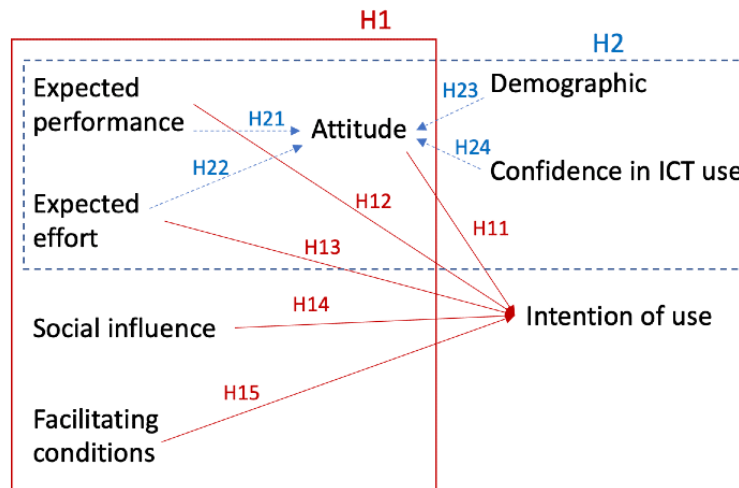 H1
H2
Expected
performance
H21
Attitude
H23
Demographic
H22
H24
Confidence in ICT use
Expected
effort
H12
H11
H13
Social influence
H14
Intention of use
H15
Facilitating
conditions